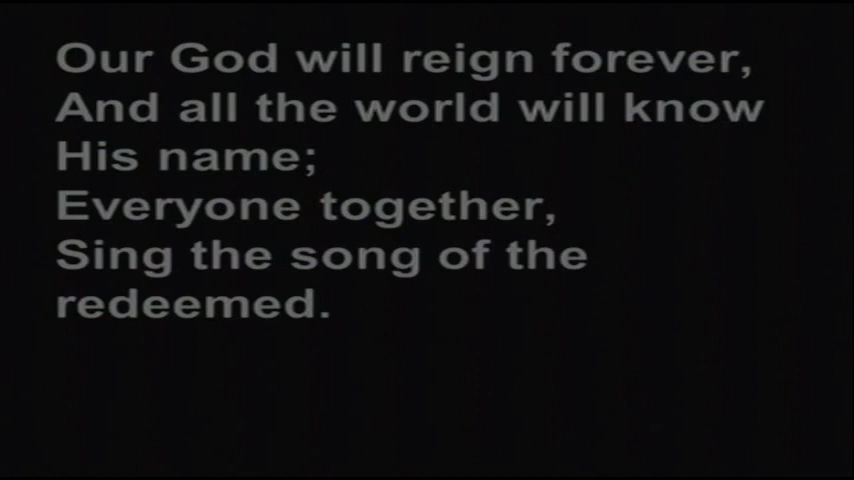 Our God will reign forever,
And all the world will know
His name;
Everyone together,
Sing the song of the
redeemed.